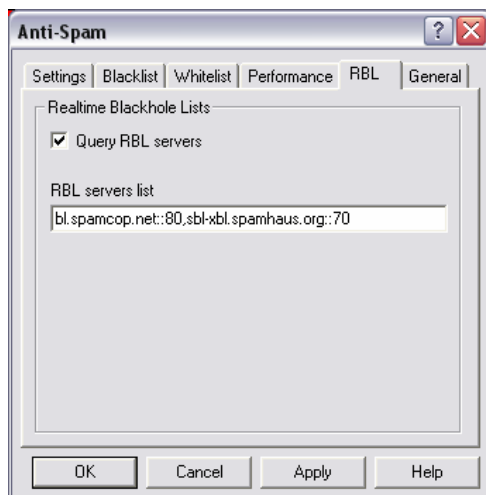 Anti-Spam
Settings Blacklist Whitelist Performance RBL General
Realtime Blackhole Lists
Query RBL servers
RBL servers list
bl.spamcop.net::80,sbl-xbl.spamhaus.org::70
OK Cancel Apply Help